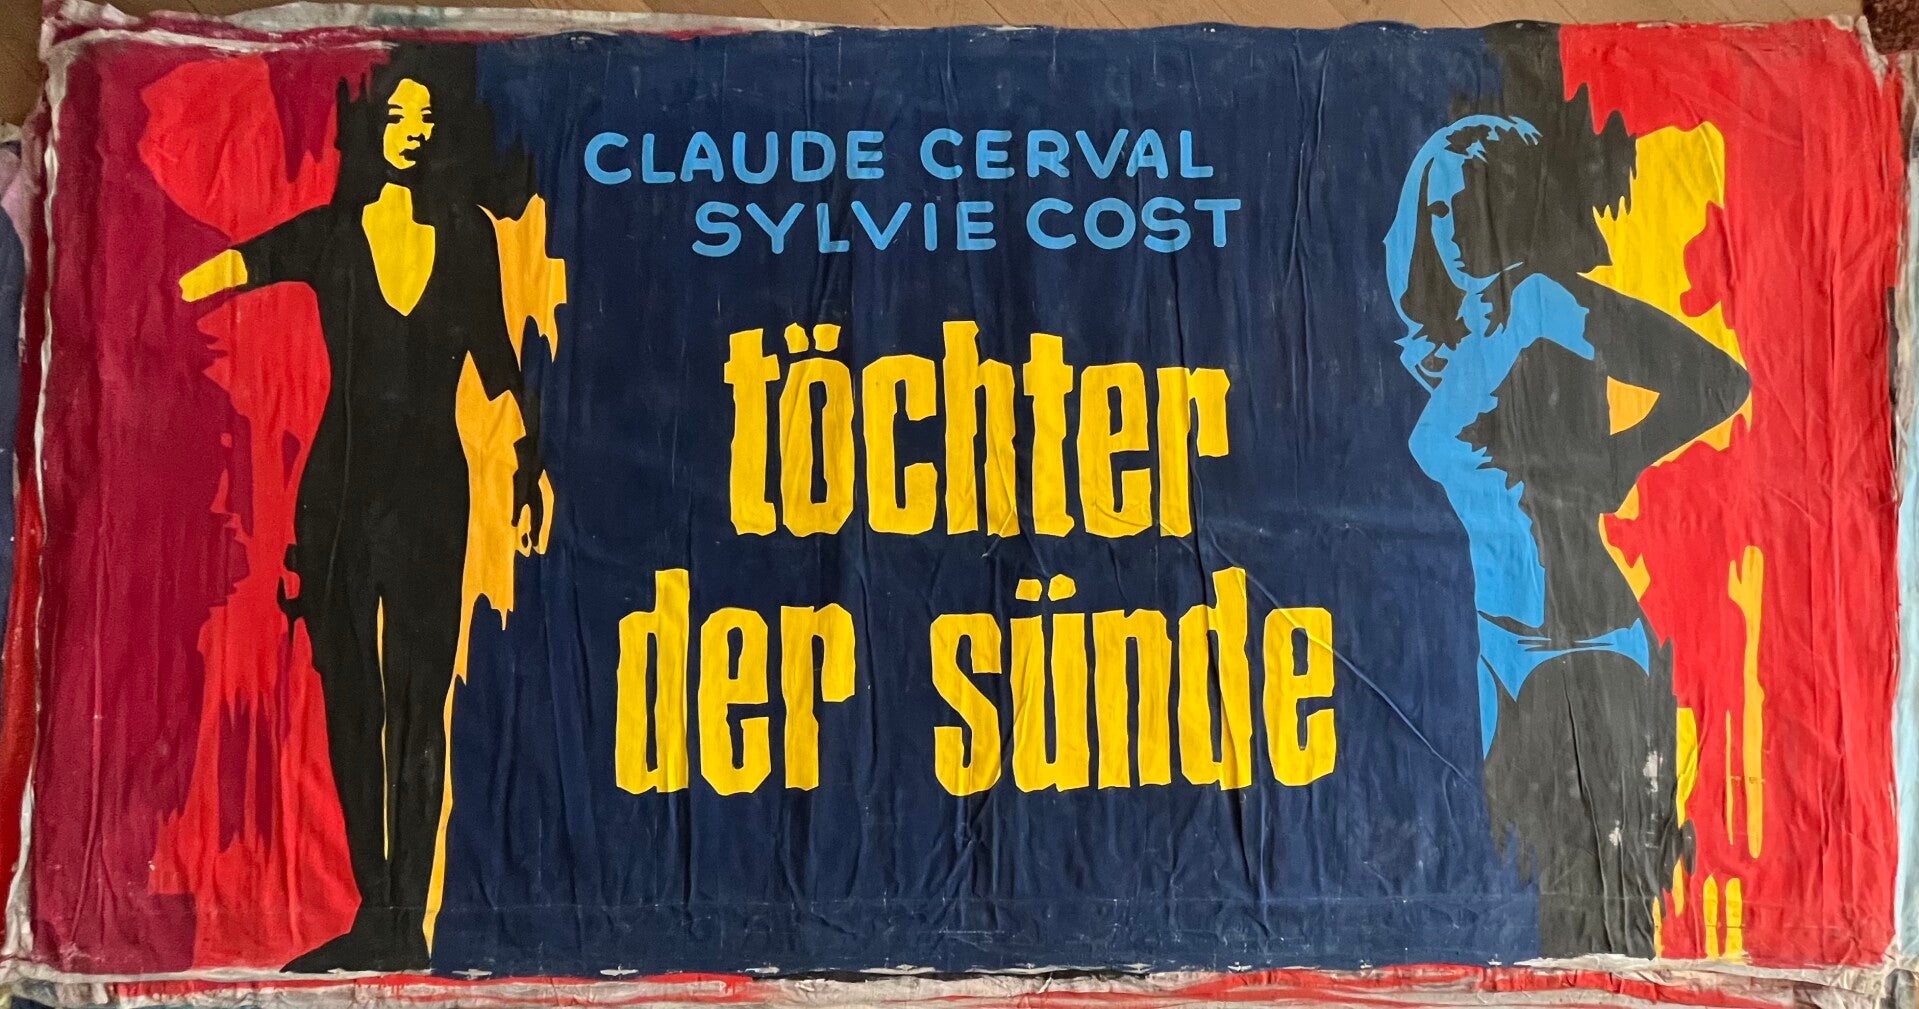 CLAUDE CERVAL
SYLVIE COST
töchter
der sünde